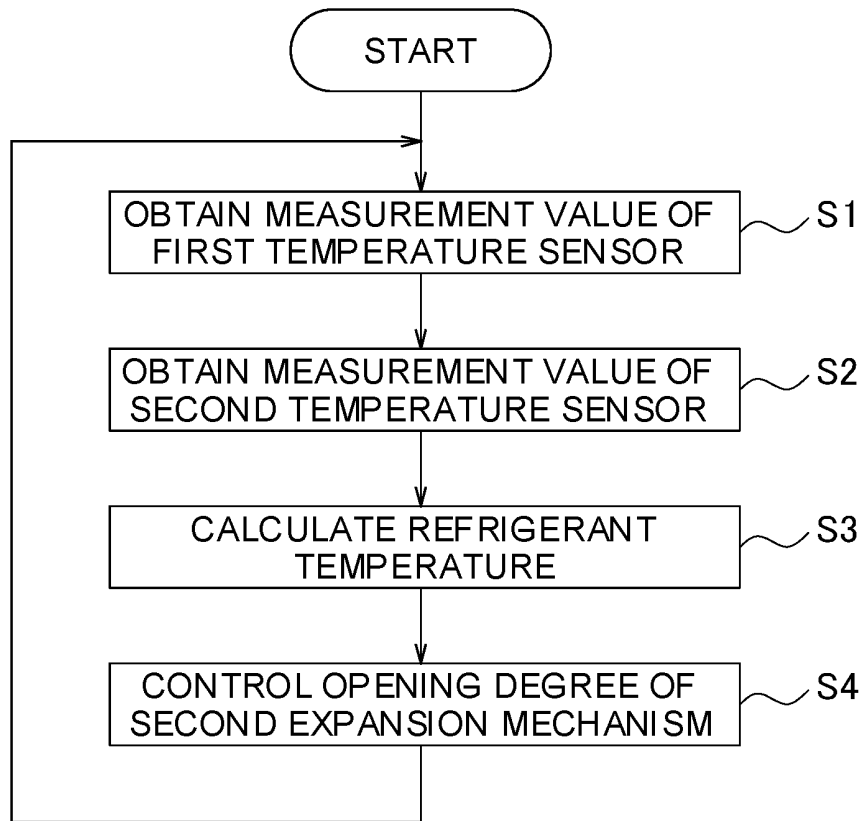 START
OBTAIN MEASUREMENT VALUE OF
FIRST TEMPERATURE SENSOR
S1
OBTAIN MEASUREMENT VALUE OF
SECOND TEMPERATURE SENSOR
S2
CALCULATE REFRIGERANT
TEMPERATURE
S3
CONTROL OPENING DEGREE OF
SECOND EXPANSION MECHANISM
S4